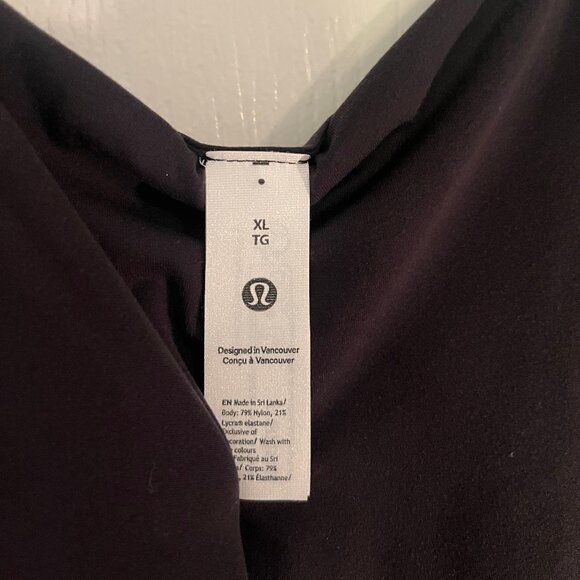 XL
TG
Designed in Vancouver
Conçu à Vancouver
EN Made in Sri Lanka/
Body: 79% Nylon, 21%
Lycra® elastane/
Exclusive of
Wash with
colours
Fabriqué au Sri
Corps: 79%
21% Élasthanne/